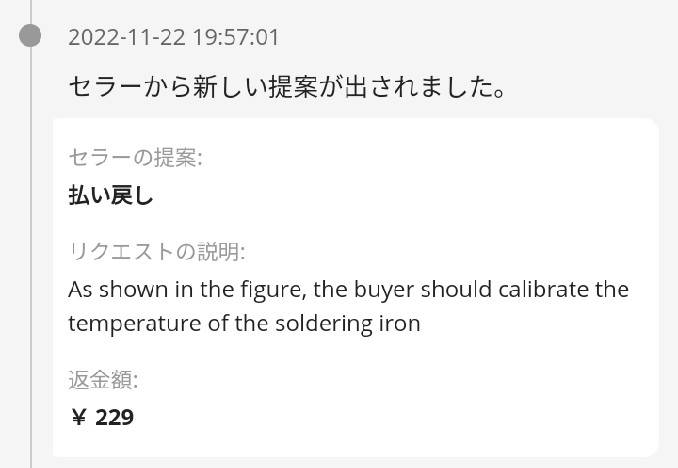 2022-11-22 19:57:01
セラーから新しい提案が出されました。
セラーの提案:
払い戻し
リクエストの説明:
As shown in the figure, the buyer should calibrate the
temperature of the soldering iron
返金額:
￥ 229